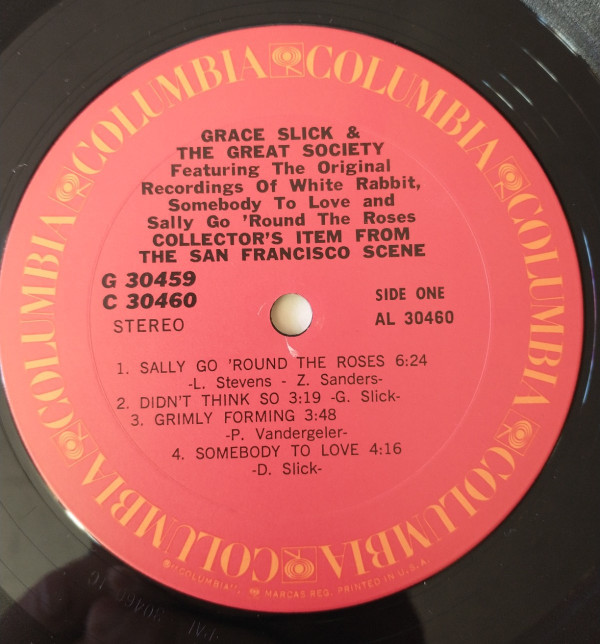 COLUMBIA COLUMBIA COLUMBIA COLUMBIA COLUMBIA COLUMBIA COLUMBIA COLUMBIA
GRACE SLICK &
THE GREAT SOCIETY
Featuring The Original
Recordings Of White Rabbit,
Somebody To Love and
Sally Go 'Round The Roses
COLLECTOR'S ITEM FROM
THE SAN FRANCISCO SCENE
G 30459
C 30460
STEREO
SIDE ONE
AL 30460
1. SALLY GO 'ROUND THE ROSES 6:24
-L. Stevens - Z. Sanders-
2. DIDN'T THINK SO 3:19 -G. Slick-
3. GRIMLY FORMING 3:48
-P. Vandergeler-
4. SOMEBODY TO LOVE 4:16
-D. Slick-
"COLUMBIA", MARCAS REG. PRINTED IN U.S.A.